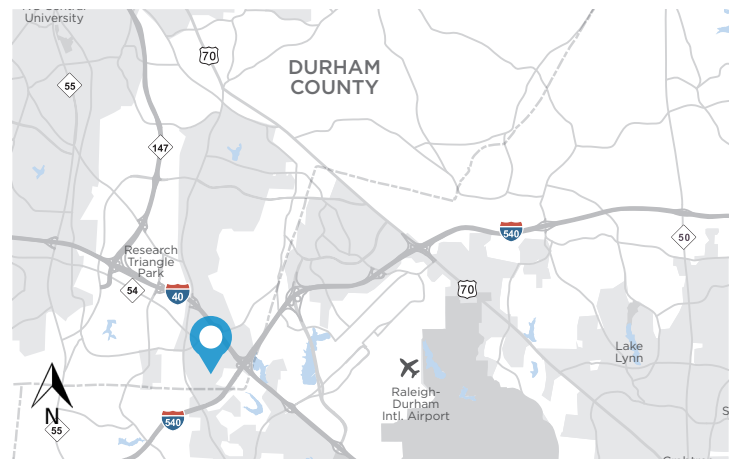 University
70
DURHAM
COUNTY
55
147
540
50
Research
Triangle
Park
54
40
70
Lake
Lynn
Raleigh-
Durham
Intl. Airport
N
55
540